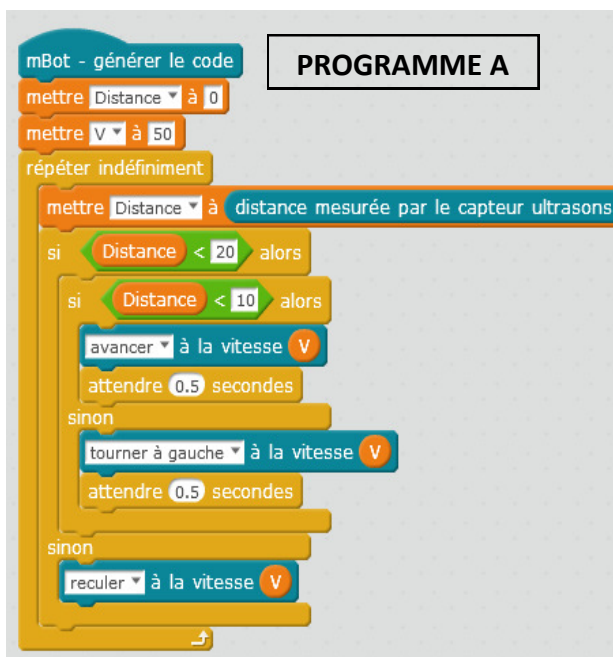 mBot - générer le code
PROGRAMME A
mettre Distance à 0
mettre V à 50
répéter indéfiniment
mettre Distance à distance mesurée par le capteur ultrasons
si Distance < 20 alors
si Distance < 10 alors
avancer à la vitesse V
attendre 0.5 secondes
sinon
tourner à gauche à la vitesse V
attendre 0.5 secondes
sinon
reculer à la vitesse V